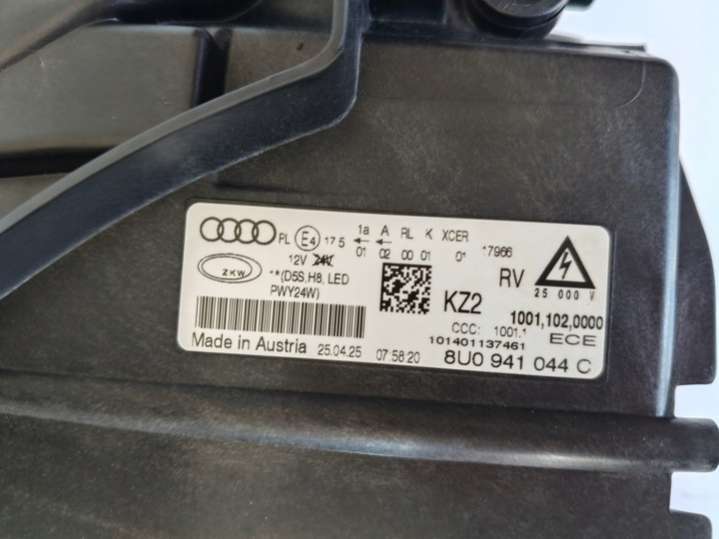 PL E4 17 5 1a A RL K XCER
01 02 00 01 0* *7966
12V 24V
ZKW **(D5S, H8, LED
PWY24W)
KZ2 RV
25 000 V
1001,102,0000
CCC: 1001.1 ECE
101401137461
Made in Austria 25.04.25 07:58:20 8U0 941 044 C